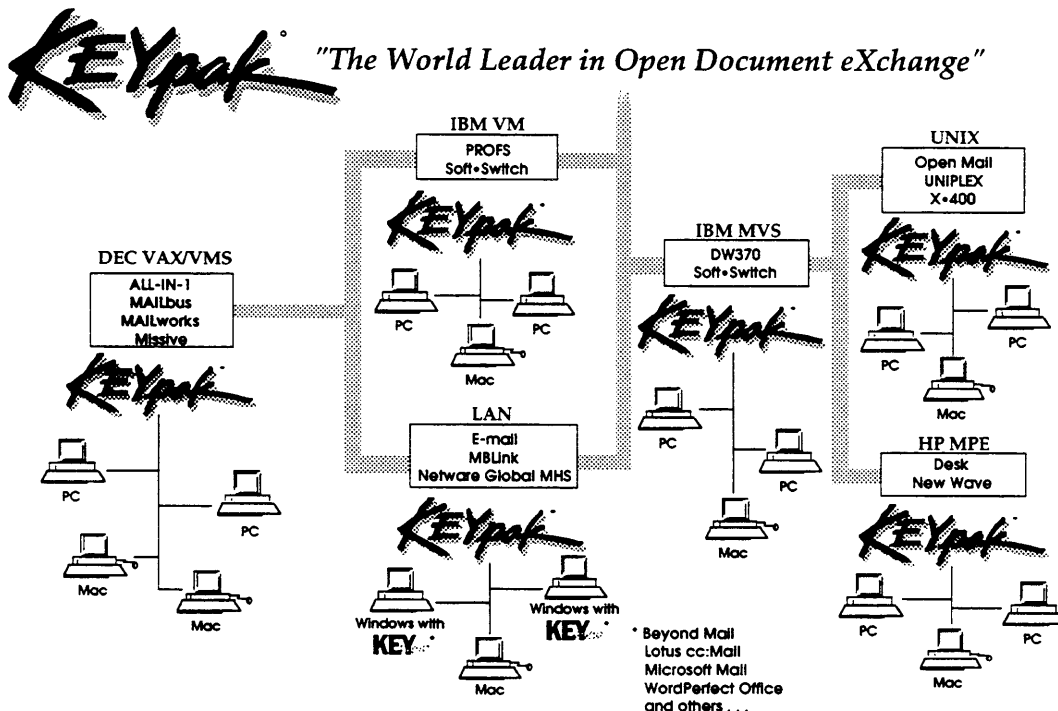 KEYpak
"The World Leader in Open Document eXchange"
IBM VM
PROFS
Soft•Switch
KEYpak
PC
PC
Mac
UNIX
Open Mail
UNIPLEX
X•400
KEYpak
PC
PC
Mac
IBM MVS
DW370
Soft•Switch
KEYpak
PC
PC
Mac
DEC VAX/VMS
ALL-IN-1
MAILbus
MAILworks
Missive
KEYpak
PC
PC
Mac
Mac
LAN
E-mail
MBLink
Netware Global MHS
KEYpak
Windows with
KEY
Windows with
KEY
Mac
HP MPE
Desk
New Wave
KEYpak
PC
PC
Mac
* Beyond Mail
Lotus cc:Mail
Microsoft Mail
WordPerfect Office
and others . . .